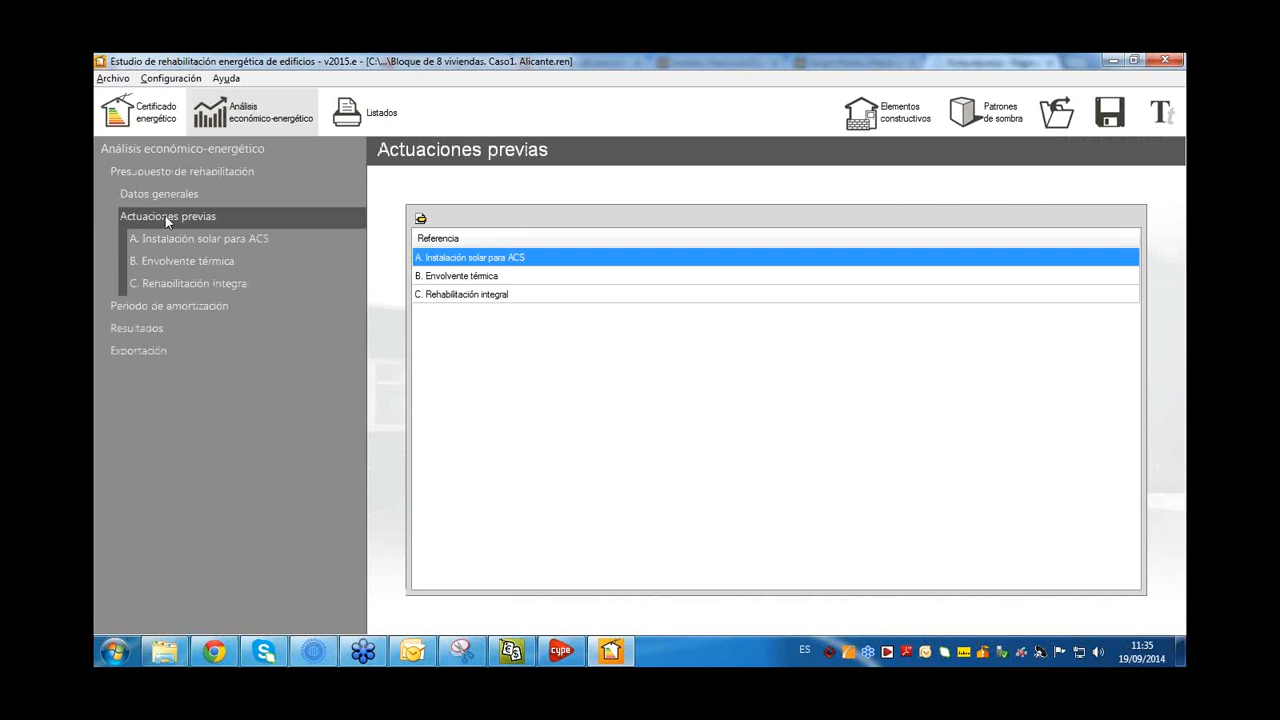 Estudio de rehabilitación energética de edificios - v2015.e - [C:\...\Bloque de 8 viviendas. Caso1. Alicante.ren]
Archivo Configuración Ayuda
Certificado energético
Análisis económico-energético
Listados
Elementos constructivos
Patrones de sombra
Tt
Análisis económico-energético
Presupuesto de rehabilitación
Datos generales
Actuaciones previas
A. Instalación solar para ACS
B. Envolvente térmica
C. Rehabilitación integral
Periodo de amortización
Resultados
Exportación
Actuaciones previas
Referencia
A. Instalación solar para ACS
B. Envolvente térmica
C. Rehabilitación integral
cype
ES
11:35
19/09/2014